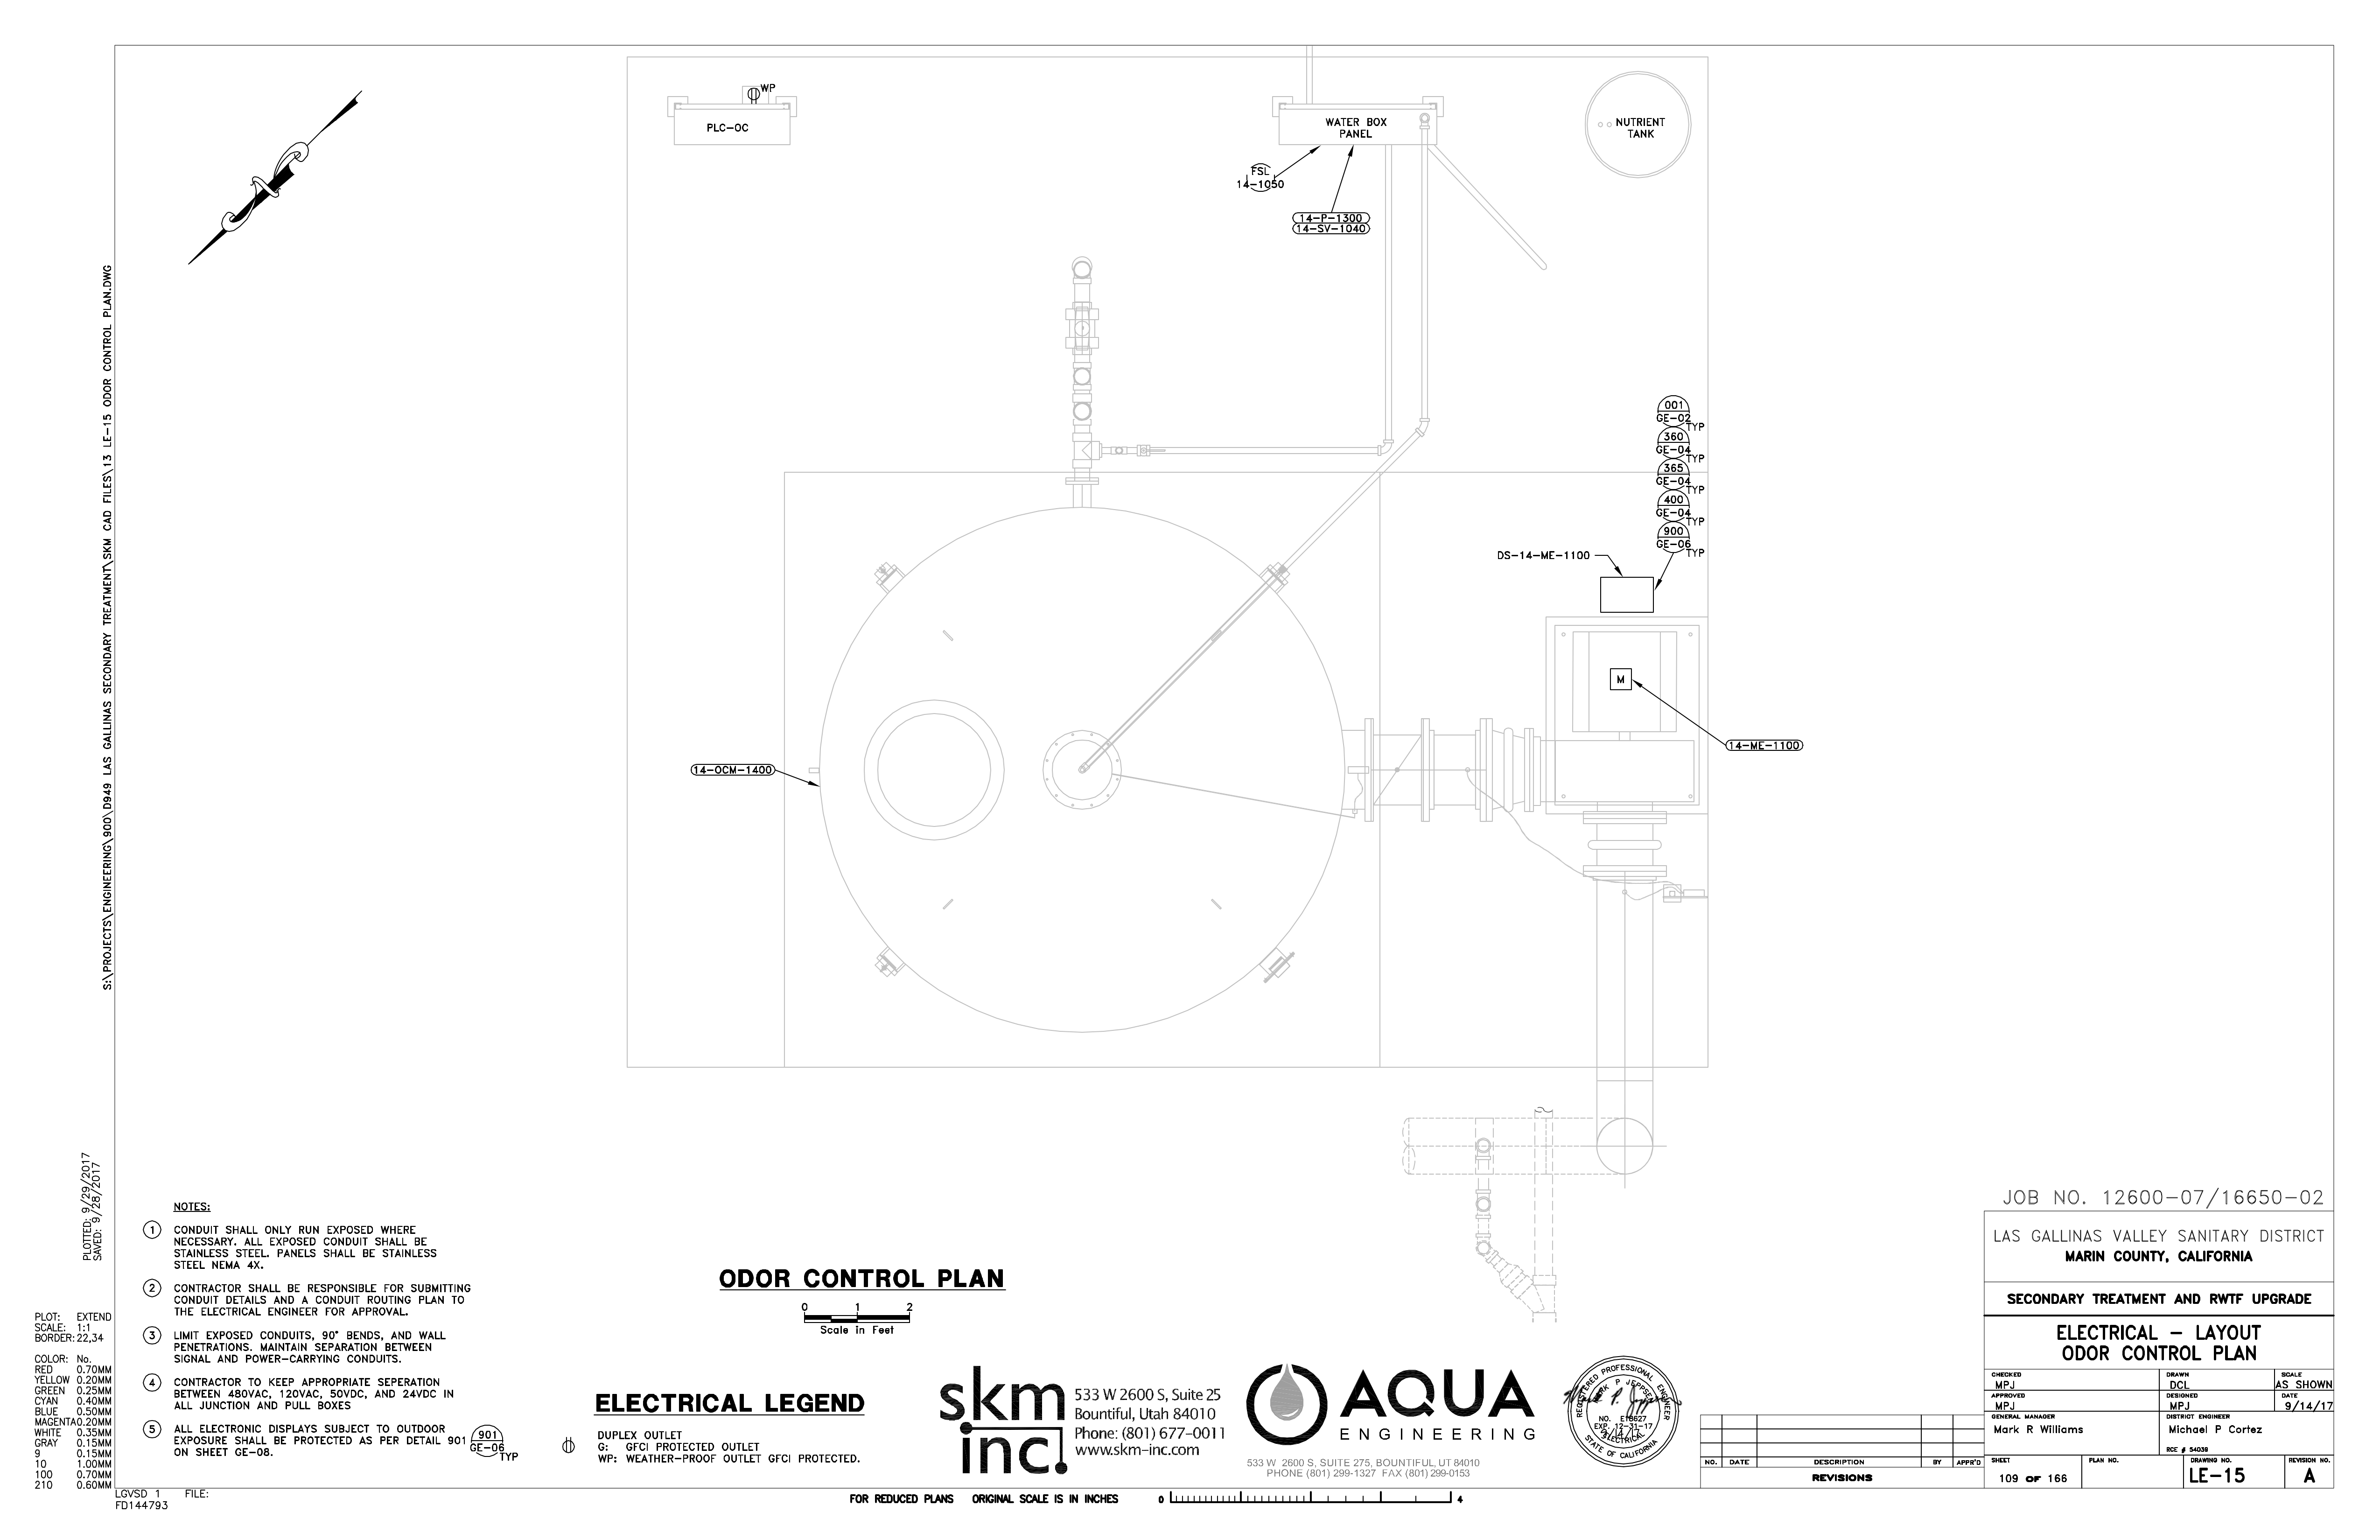 WP
PLC-OC
WATER BOX
PANEL
NUTRIENT
TANK
FSL
14-1050
14-P-1300
14-SV-1040
001
GE-02
TYP
360
GE-04
TYP
365
GE-04
TYP
400
GE-04
TYP
900
GE-06
TYP
DS-14-ME-1100
M
14-ME-1100
14-OCM-1400
S:\PROJECTS\ENGINEERING\900\D949 LAS GALLINAS SECONDARY TREATMENT\SKM CAD FILES\13 LE-15 ODOR CONTROL PLAN.DWG
PLOTTED: 9/29/2017
SAVED: 9/28/2017
PLOT: EXTEND
SCALE: 1:1
BORDER: 22,34
COLOR: No.
RED 0.70MM
YELLOW 0.20MM
GREEN 0.25MM
CYAN 0.40MM
BLUE 0.50MM
MAGENTA 0.20MM
WHITE 0.35MM
GRAY 0.15MM
9 0.15MM
10 1.00MM
100 0.70MM
210 0.60MM
LGVSD 1 FILE:
FD144793
NOTES:
1 CONDUIT SHALL ONLY RUN EXPOSED WHERE
NECESSARY. ALL EXPOSED CONDUIT SHALL BE
STAINLESS STEEL. PANELS SHALL BE STAINLESS
STEEL NEMA 4X.
2 CONTRACTOR SHALL BE RESPONSIBLE FOR SUBMITTING
CONDUIT DETAILS AND A CONDUIT ROUTING PLAN TO
THE ELECTRICAL ENGINEER FOR APPROVAL.
3 LIMIT EXPOSED CONDUITS, 90° BENDS, AND WALL
PENETRATIONS. MAINTAIN SEPARATION BETWEEN
SIGNAL AND POWER-CARRYING CONDUITS.
4 CONTRACTOR TO KEEP APPROPRIATE SEPERATION
BETWEEN 480VAC, 120VAC, 50VDC, AND 24VDC IN
ALL JUNCTION AND PULL BOXES
5 ALL ELECTRONIC DISPLAYS SUBJECT TO OUTDOOR
EXPOSURE SHALL BE PROTECTED AS PER DETAIL 901
ON SHEET GE-08.
901
GE-06
TYP
ODOR CONTROL PLAN
0 1 2
Scale in Feet
ELECTRICAL LEGEND
DUPLEX OUTLET
G: GFCI PROTECTED OUTLET
WP: WEATHER-PROOF OUTLET GFCI PROTECTED.
skm
inc.
533 W 2600 S, Suite 25
Bountiful, Utah 84010
Phone: (801) 677-0011
www.skm-inc.com
AQUA
ENGINEERING
533 W 2600 S, SUITE 275, BOUNTIFUL, UT 84010
PHONE (801) 299-1327 FAX (801) 299-0153
REGISTERED PROFESSIONAL ENGINEER
MARK P JEPPSEN
NO. E18627
EXP. 12-31-17
ELECTRICAL
STATE OF CALIFORNIA
FOR REDUCED PLANS ORIGINAL SCALE IS IN INCHES
0 4
NO. DATE DESCRIPTION BY APPR'D
REVISIONS
JOB NO. 12600-07/16650-02
LAS GALLINAS VALLEY SANITARY DISTRICT
MARIN COUNTY, CALIFORNIA
SECONDARY TREATMENT AND RWTF UPGRADE
ELECTRICAL - LAYOUT
ODOR CONTROL PLAN
CHECKED DRAWN SCALE
MPJ DCL AS SHOWN
APPROVED DESIGNED DATE
MPJ MPJ 9/14/17
GENERAL MANAGER DISTRICT ENGINEER
Mark R Williams Michael P Cortez
RCE # 54038
SHEET PLAN NO. DRAWING NO. REVISION NO.
109 OF 166 LE-15 A